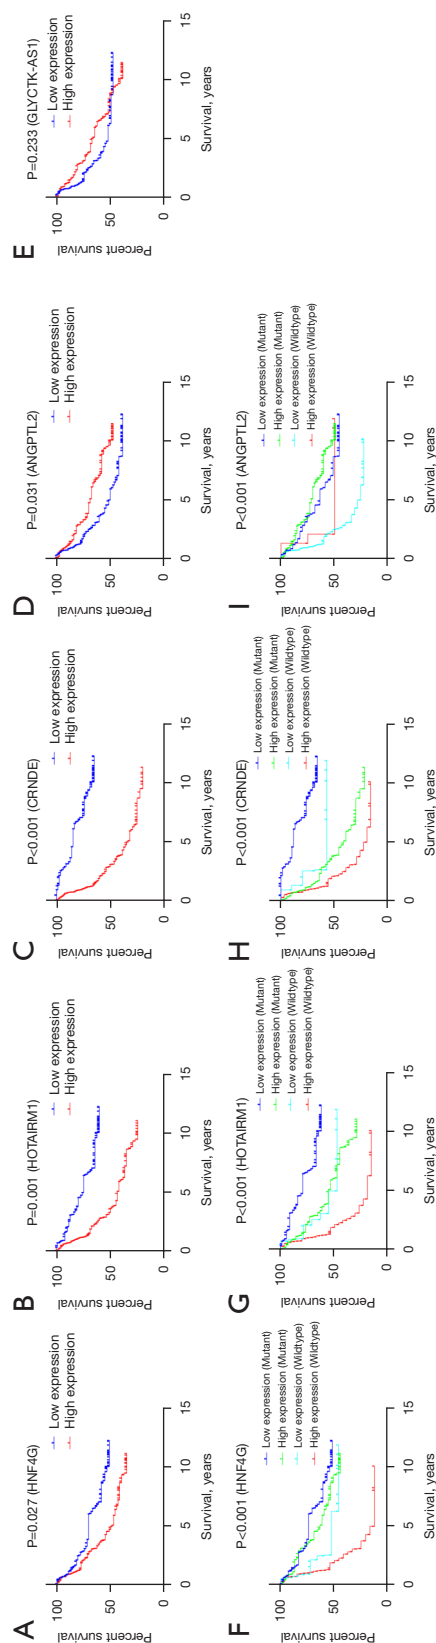 A
P=0.027 (HNF4G)
Low expression
High expression
100
50
0
Percent survival
0 5 10 15
Survival, years
B
P=0.001 (HOTAIRM1)
Low expression
High expression
100
50
0
Percent survival
0 5 10 15
Survival, years
C
P<0.001 (CRNDE)
Low expression
High expression
100
50
0
Percent survival
0 5 10 15
Survival, years
D
P=0.031 (ANGPTL2)
Low expression
High expression
100
50
0
Percent survival
0 5 10 15
Survival, years
E
P=0.233 (GLYCTK-AS1)
Low expression
High expression
100
50
0
Percent survival
0 5 10 15
Survival, years
F
P<0.001 (HNF4G)
Low expression (Mutant)
High expression (Mutant)
Low expression (Wildtype)
High expression (Wildtype)
100
50
0
Percent survival
0 5 10 15
Survival, years
G
P<0.001 (HOTAIRM1)
Low expression (Mutant)
High expression (Mutant)
Low expression (Wildtype)
High expression (Wildtype)
100
50
0
Percent survival
0 5 10 15
Survival, years
H
P<0.001 (CRNDE)
Low expression (Mutant)
High expression (Mutant)
Low expression (Wildtype)
High expression (Wildtype)
100
50
0
Percent survival
0 5 10 15
Survival, years
I
P<0.001 (ANGPTL2)
Low expression (Mutant)
High expression (Mutant)
Low expression (Wildtype)
High expression (Wildtype)
100
50
0
Percent survival
0 5 10 15
Survival, years